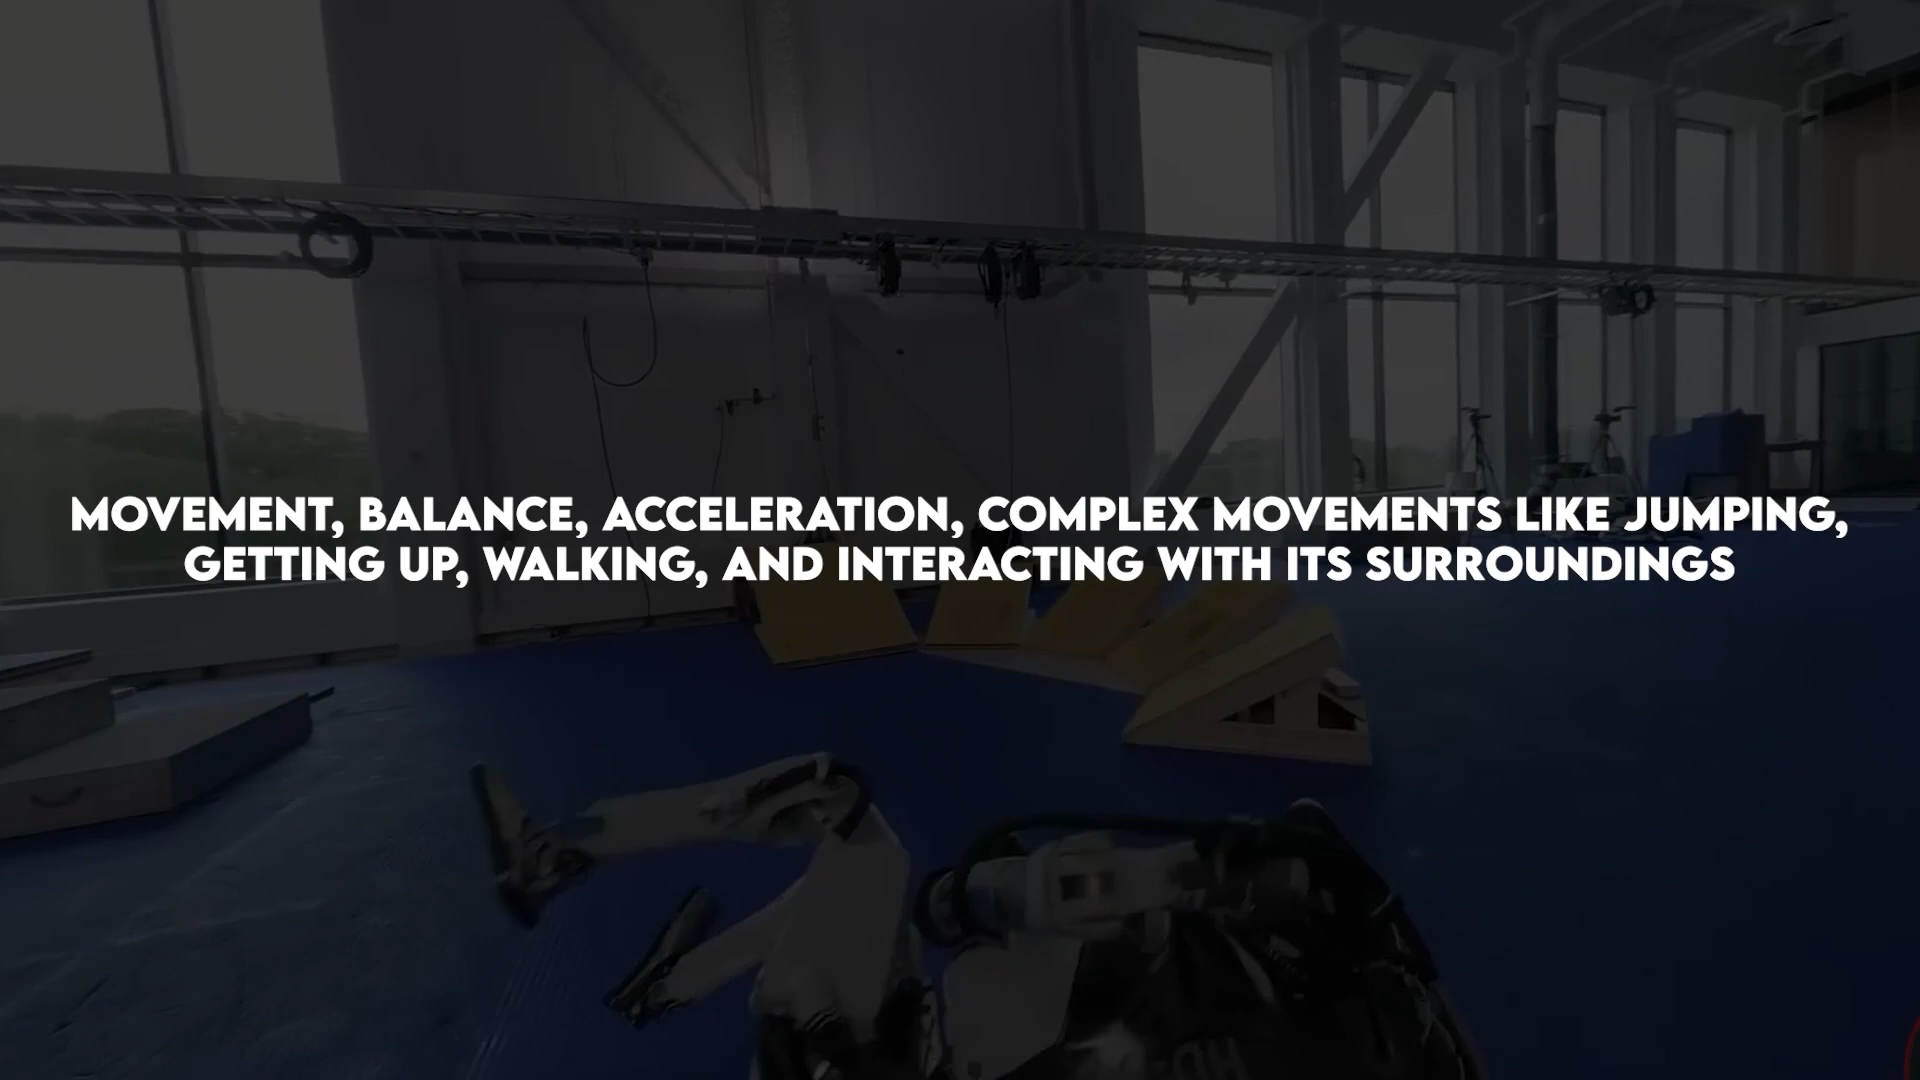 MOVEMENT, BALANCE, ACCELERATION, COMPLEX MOVEMENTS LIKE JUMPING,
GETTING UP, WALKING, AND INTERACTING WITH ITS SURROUNDINGS